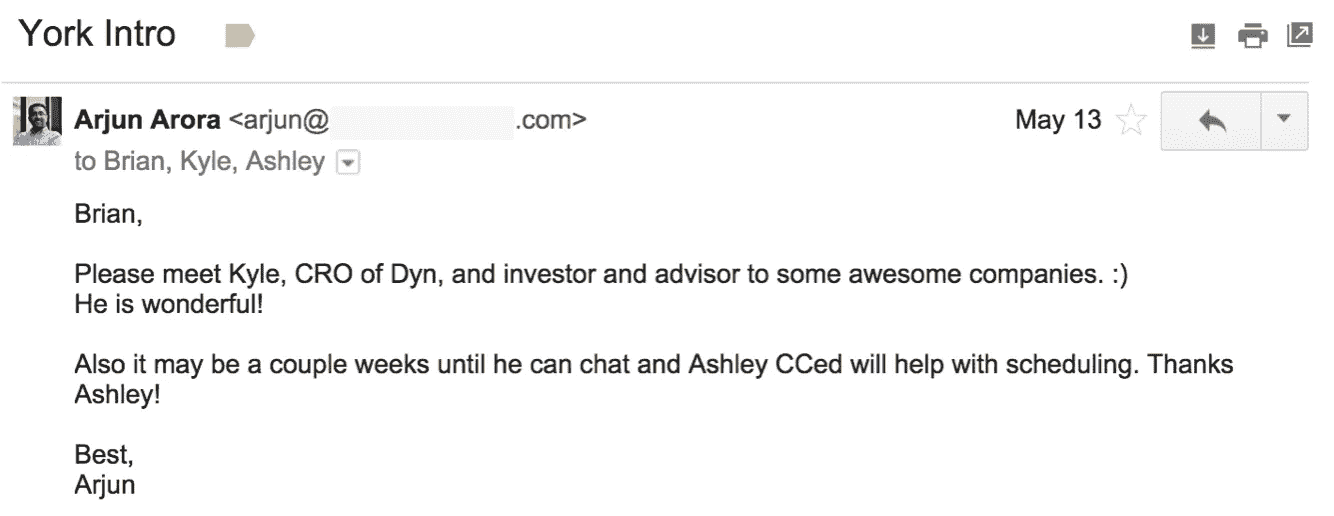 York Intro
Arjun Arora <arjun@ .com>
May 13
to Brian, Kyle, Ashley
Brian,
Please meet Kyle, CRO of Dyn, and investor and advisor to some awesome companies. :)
He is wonderful!
Also it may be a couple weeks until he can chat and Ashley CCed will help with scheduling. Thanks
Ashley!
Best,
Arjun